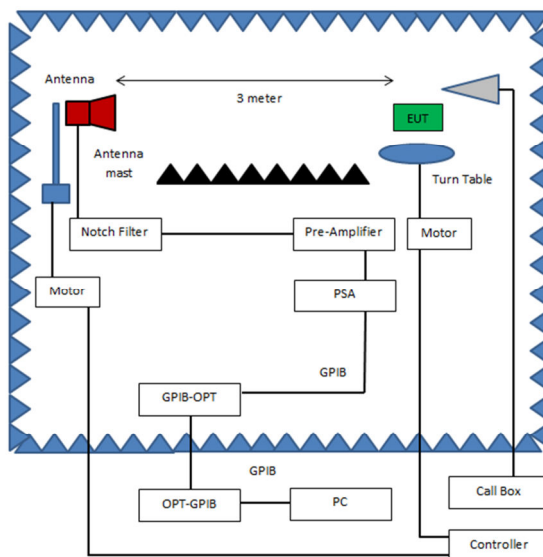 Antenna
3 meter
EUT
Antenna
mast
Turn Table
Notch Filter
Pre-Amplifier
Motor
Motor
PSA
GPIB
GPIB-OPT
GPIB
OPT-GPIB
PC
Call Box
Controller